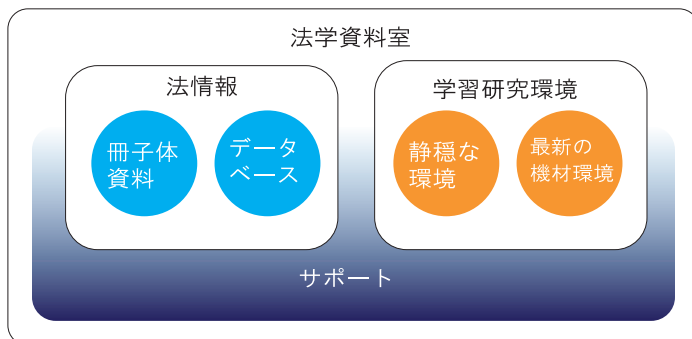 法学資料室
法情報
学習研究環境
冊子体
資料
データ
ベース
静穏な
環境
最新の
機材環境
サポート